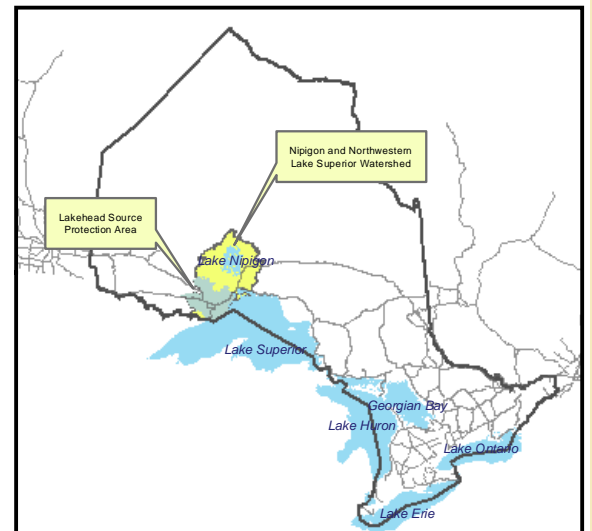 Nipigon and Northwestern
Lake Superior Watershed
Lakehead Source
Protection Area
Lake Nipigon
Lake Superior
Georgian Bay
Lake Huron
Lake Ontario
Lake Erie